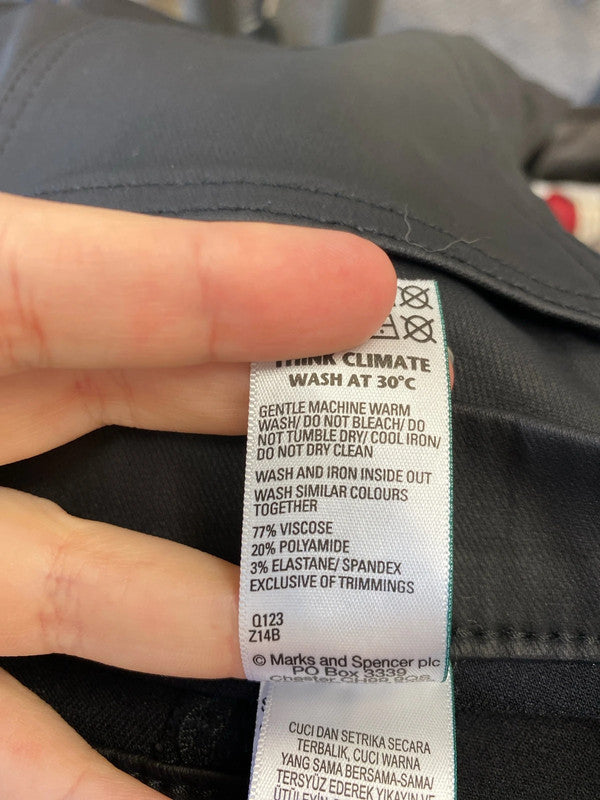 THINK CLIMATE
WASH AT 30°C
GENTLE MACHINE WARM
WASH/ DO NOT BLEACH/ DO
NOT TUMBLE DRY/ COOL IRON/
DO NOT DRY CLEAN
WASH AND IRON INSIDE OUT
WASH SIMILAR COLOURS
TOGETHER
77% VISCOSE
20% POLYAMIDE
3% ELASTANE/ SPANDEX
EXCLUSIVE OF TRIMMINGS
Q123
Z14B
© Marks and Spencer plc
PO Box 3339
Chester CH99 9QS
CUCI DAN SETRIKA SECARA
TERBALIK, CUCI WARNA
YANG SAMA BERSAMA-SAMA/
TERSYÜZ EDEREK YIKAYIN VE